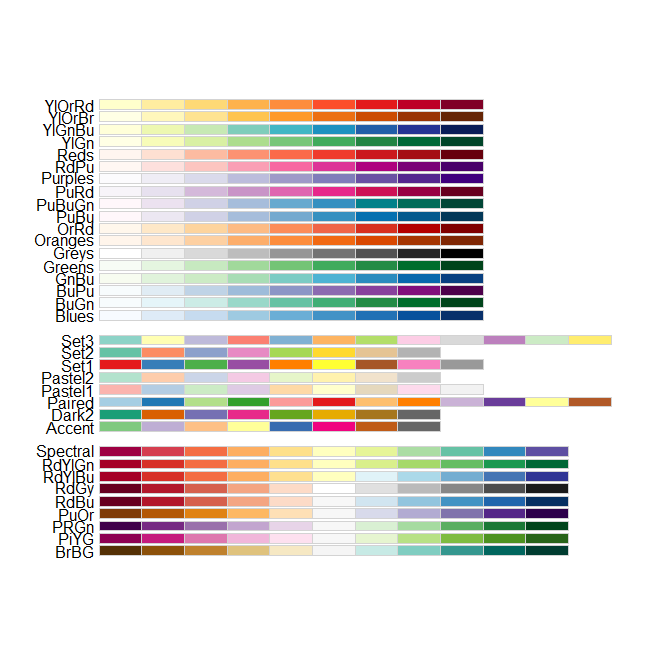 YlOrRd
YlOrBr
YlGnBu
YlGn
Reds
RdPu
Purples
PuRd
PuBuGn
PuBu
OrRd
Oranges
Greys
Greens
GnBu
BuPu
BuGn
Blues
Set3
Set2
Set1
Pastel2
Pastel1
Paired
Dark2
Accent
Spectral
RdYlGn
RdYlBu
RdGy
RdBu
PuOr
PRGn
PiYG
BrBG